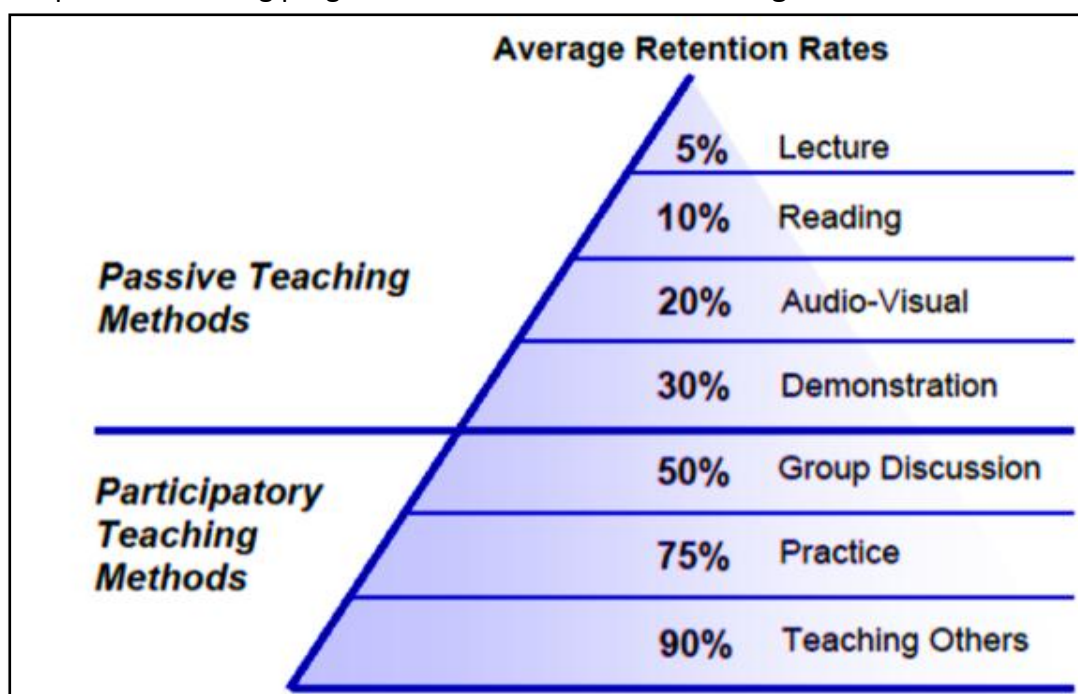 Average Retention Rates
5% Lecture
10% Reading
Passive Teaching
Methods
20% Audio-Visual
30% Demonstration
Participatory
Teaching
Methods
50% Group Discussion
75% Practice
90% Teaching Others